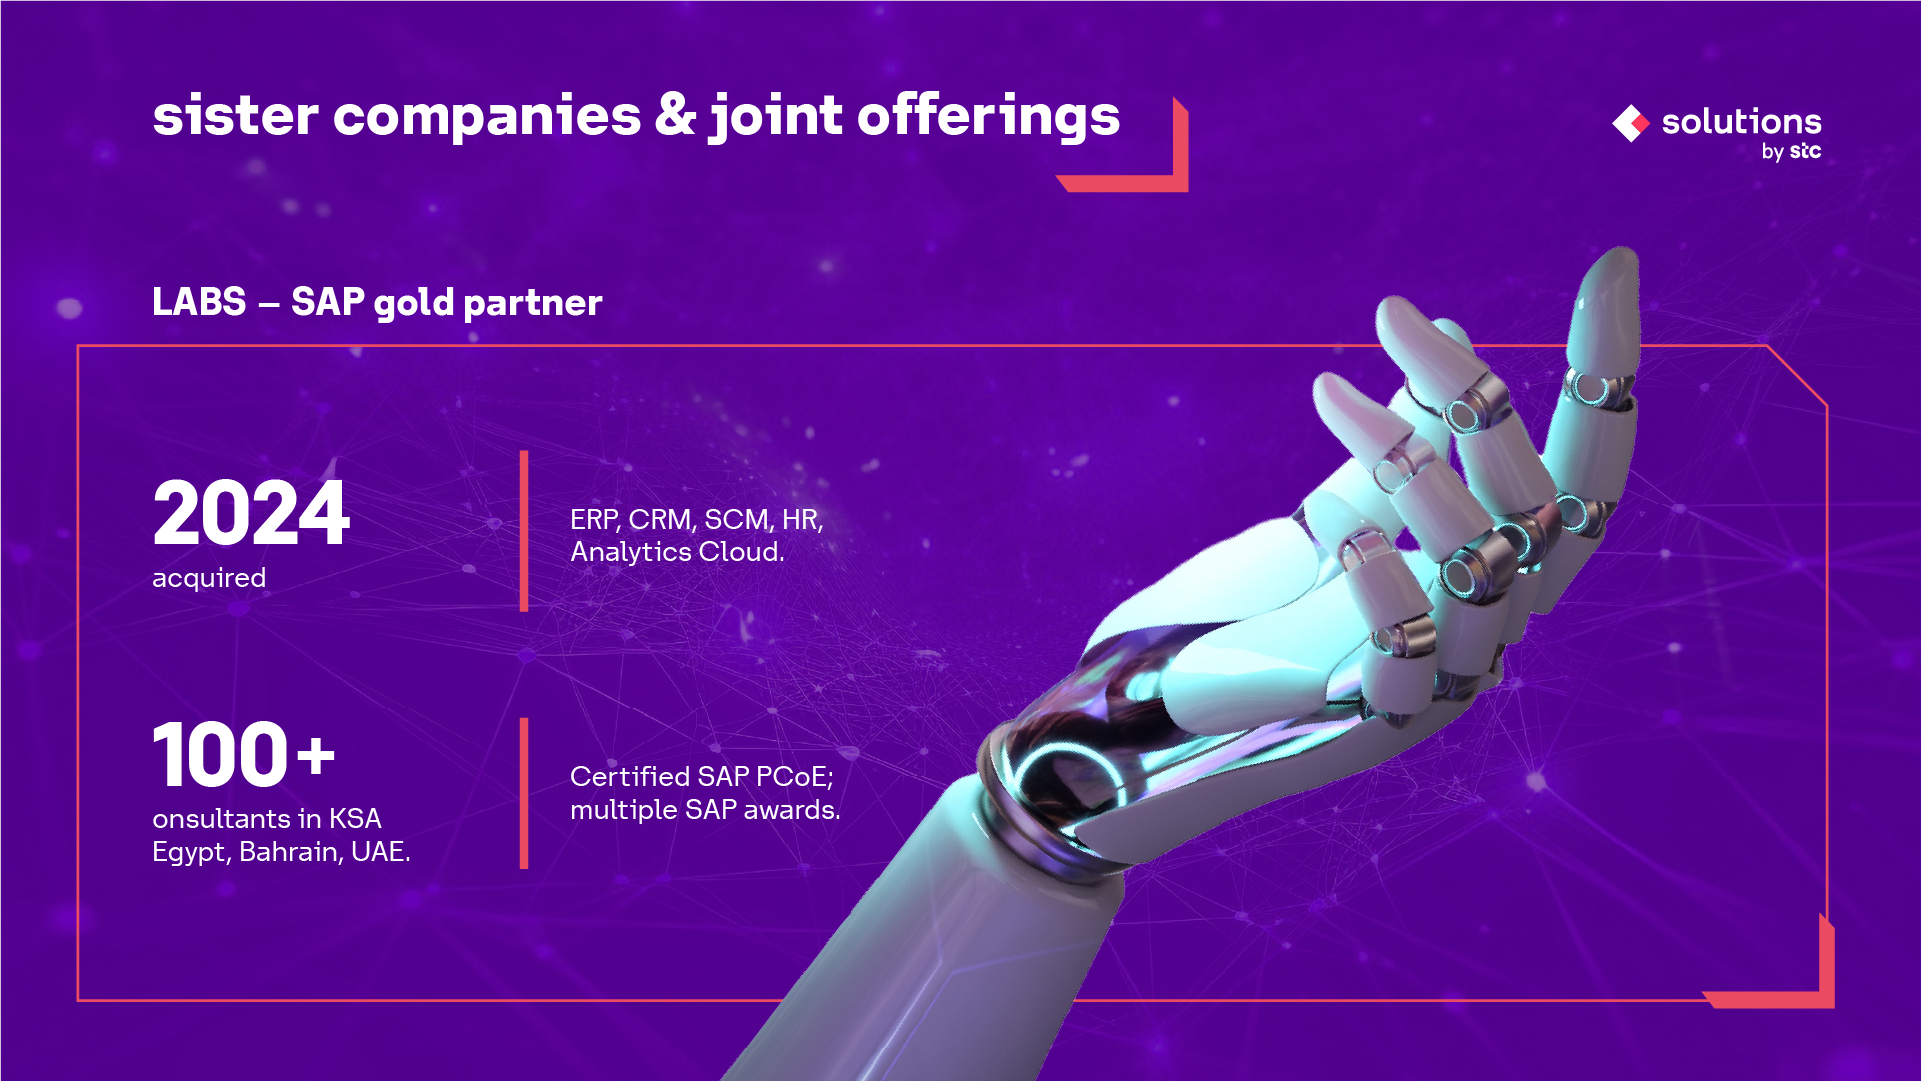 sister companies & joint offerings
solutions
by stc
LABS – SAP gold partner
2024
acquired
ERP, CRM, SCM, HR,
Analytics Cloud.
100+
onsultants in KSA
Egypt, Bahrain, UAE.
Certified SAP PCoE;
multiple SAP awards.